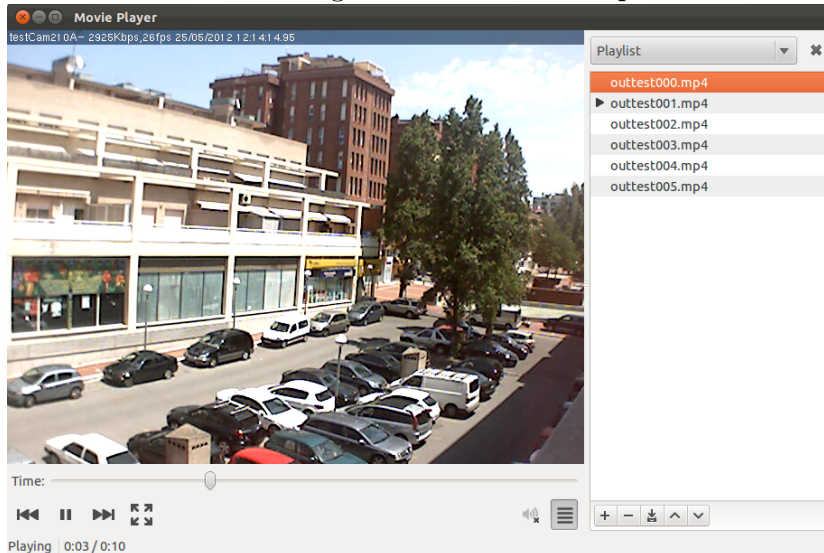 Movie Player
testCam210A- 2925Kbps,26fps 25/05/2012 12:14:14.95
Playlist
outtest000.mp4
outtest001.mp4
outtest002.mp4
outtest003.mp4
outtest004.mp4
outtest005.mp4
Time:
Playing 0:03 / 0:10